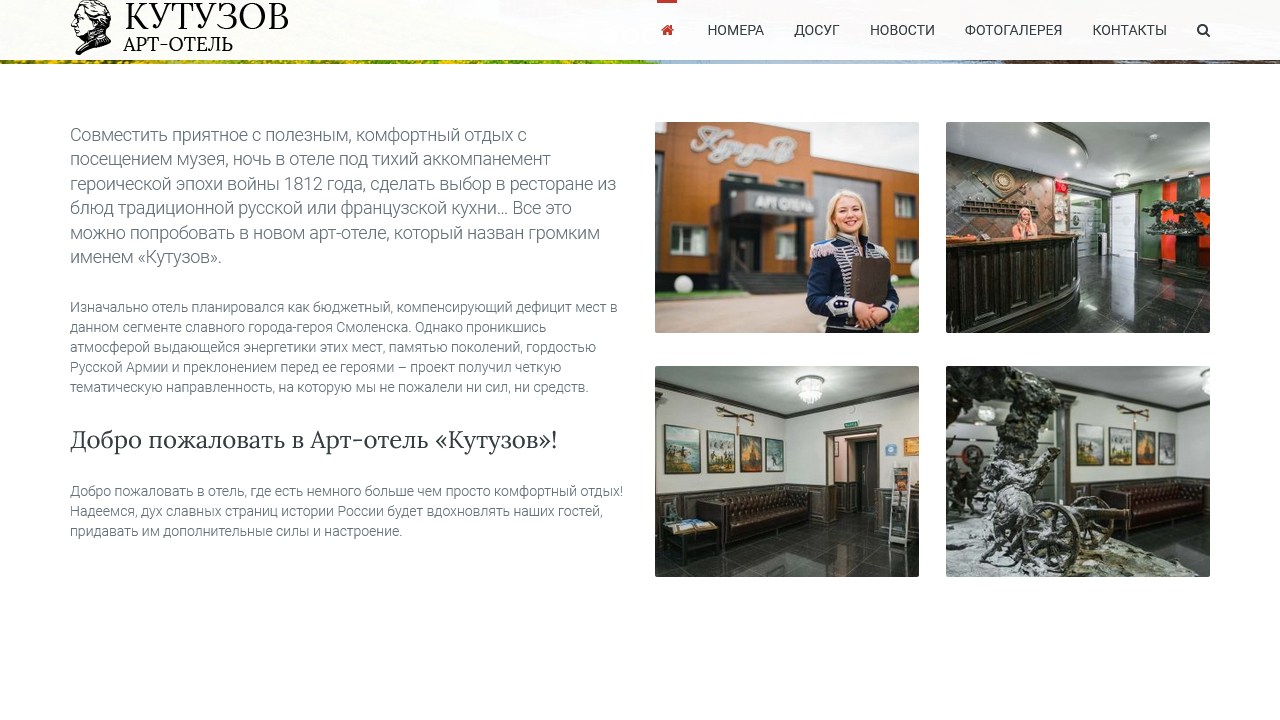 КУТУЗОВ
АРТ-ОТЕЛЬ
НОМЕРА ДОСУГ НОВОСТИ ФОТОГАЛЕРЕЯ КОНТАКТЫ
Совместить приятное с полезным, комфортный отдых с
посещением музея, ночь в отеле под тихий аккомпанемент
героической эпохи войны 1812 года, сделать выбор в ресторане из
блюд традиционной русской или французской кухни... Все это
можно попробовать в новом арт-отеле, который назван громким
именем «Кутузов».
Изначально отель планировался как бюджетный, компенсирующий дефицит мест в
данном сегменте славного города-героя Смоленска. Однако проникшись
атмосферой выдающейся энергетики этих мест, памятью поколений, гордостью
Русской Армии и преклонением перед ее героями – проект получил четкую
тематическую направленность, на которую мы не пожалели ни сил, ни средств.
Добро пожаловать в Арт-отель «Кутузов»!
Добро пожаловать в отель, где есть немного больше чем просто комфортный отдых!
Надеемся, дух славных страниц истории России будет вдохновлять наших гостей,
придавать им дополнительные силы и настроение.
Кутузовъ
АРТ ОТЕЛЬ